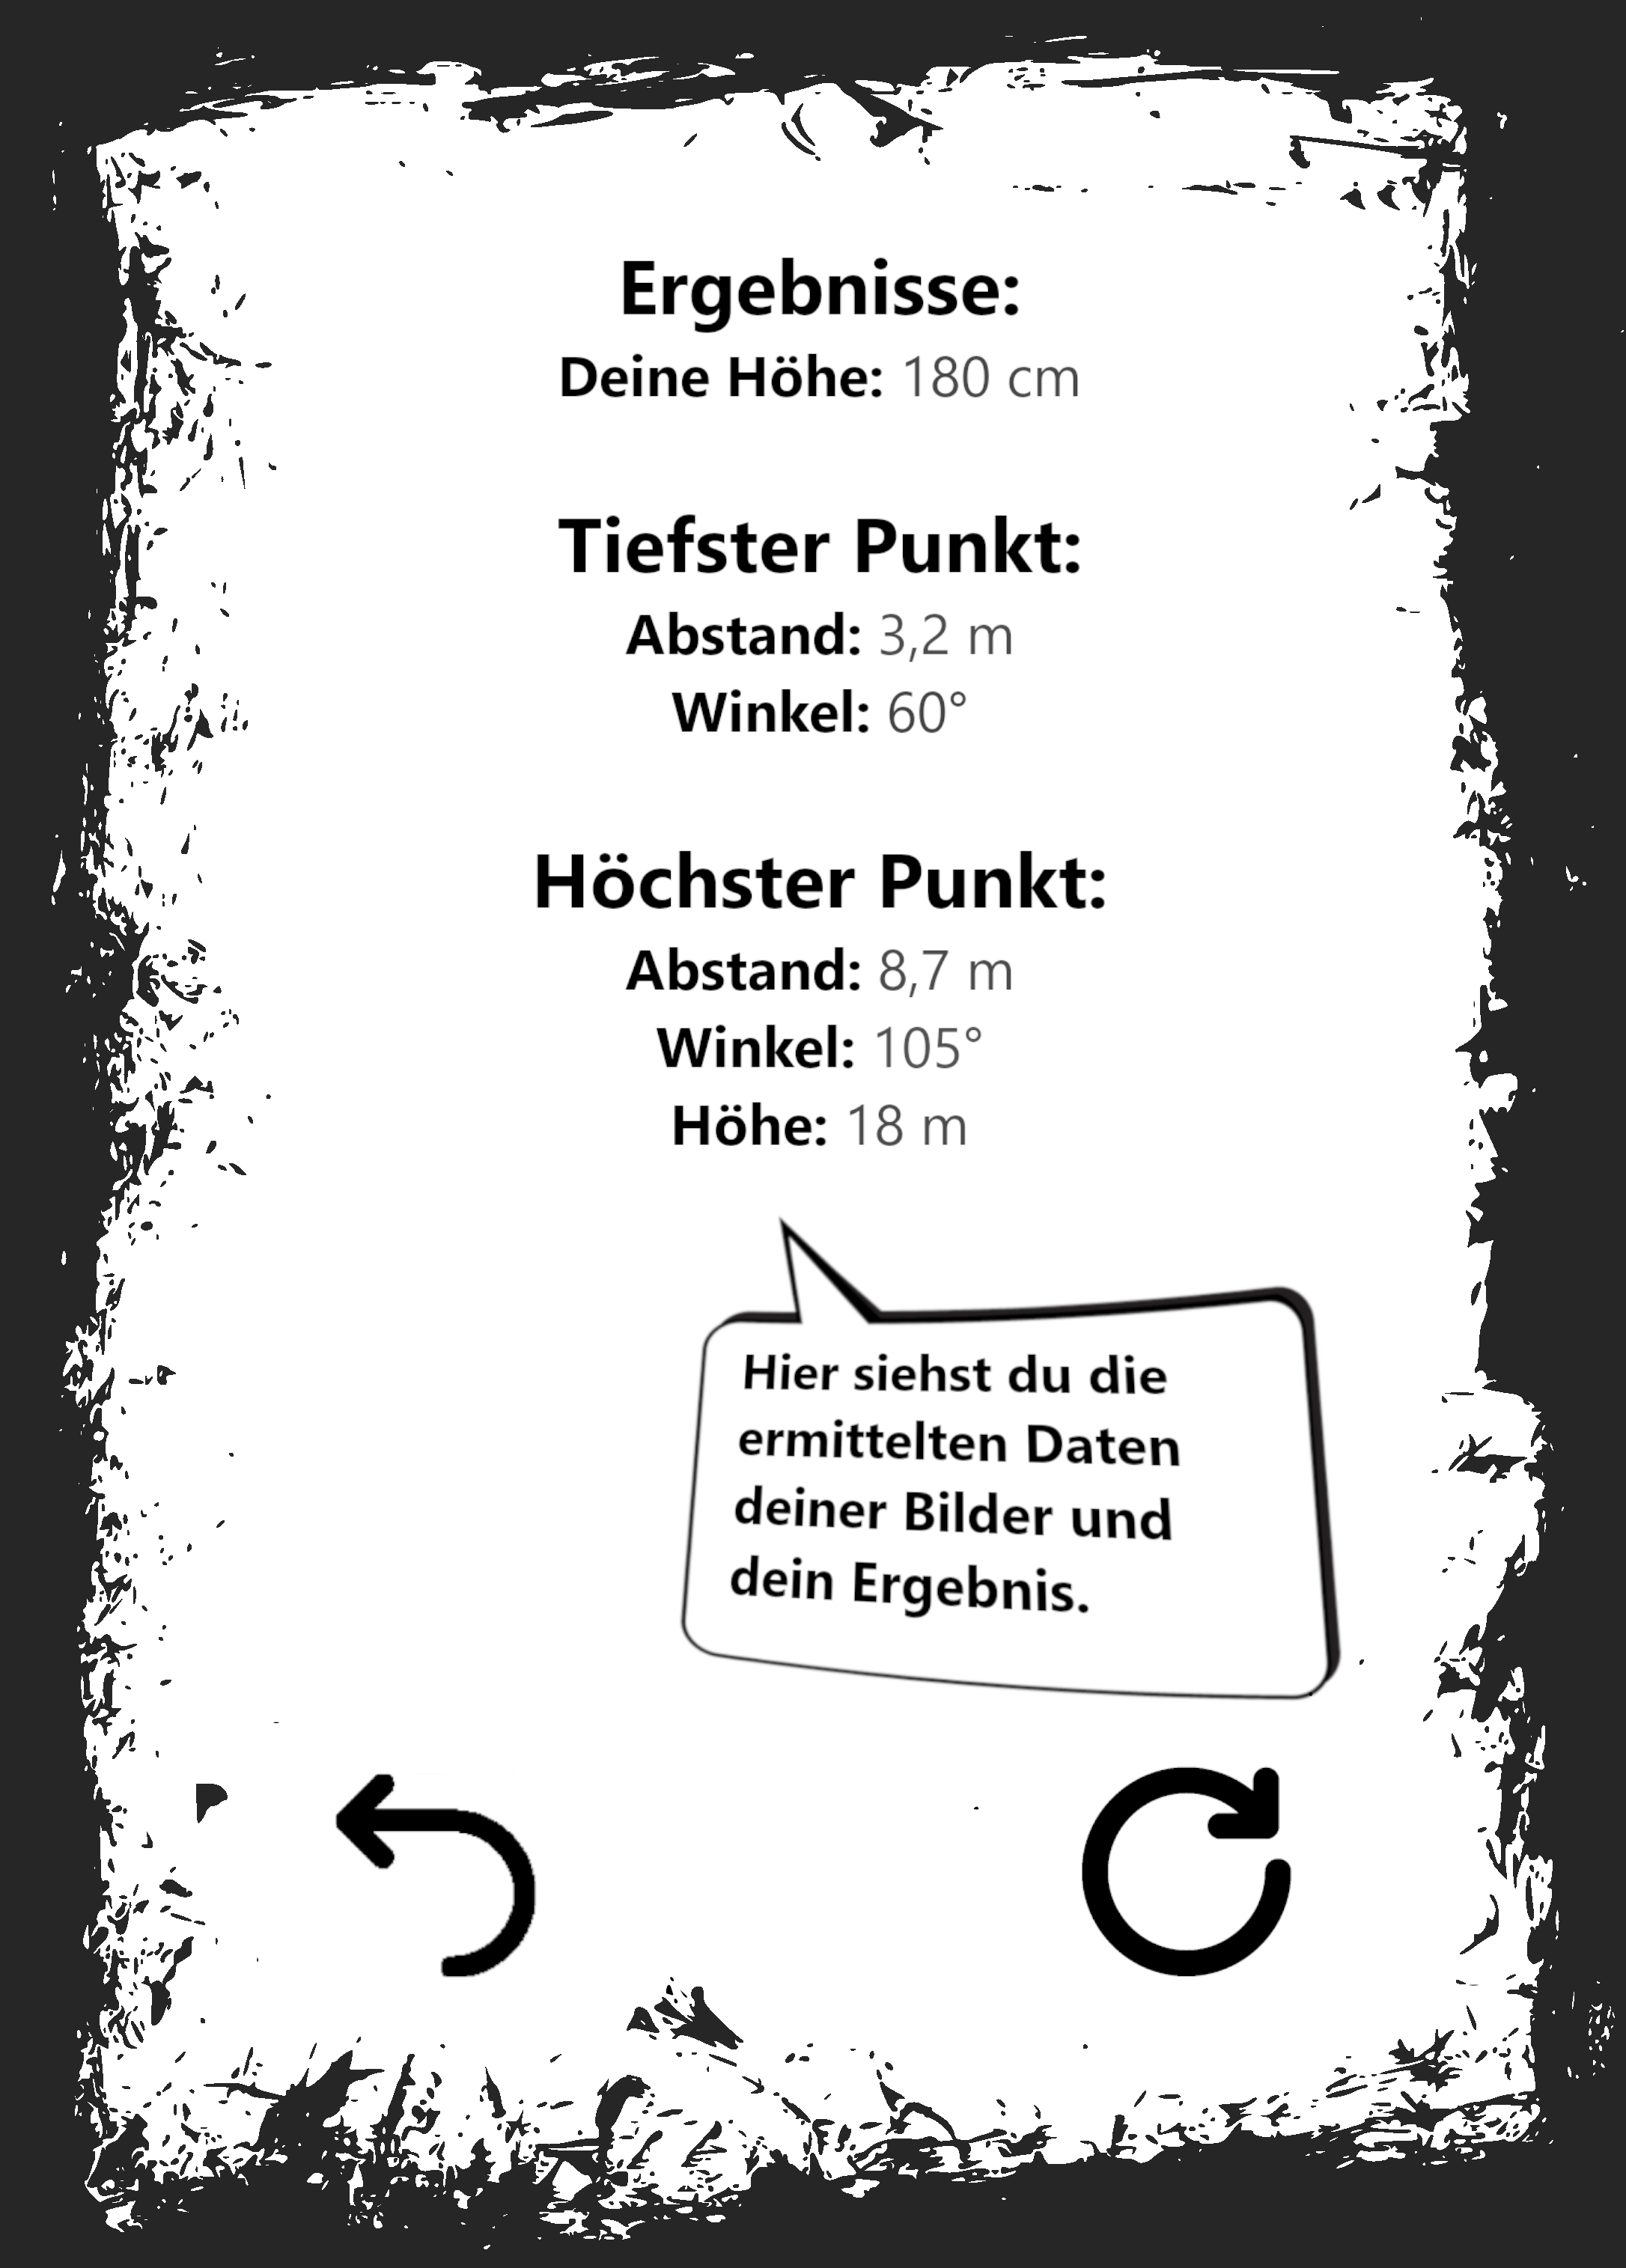 Ergebnisse:
Deine Höhe: 180 cm
Tiefster Punkt:
Abstand: 3,2 m
Winkel: 60°
Höchster Punkt:
Abstand: 8,7 m
Winkel: 105°
Höhe: 18 m
Hier siehst du die
ermittelten Daten
deiner Bilder und
dein Ergebnis.